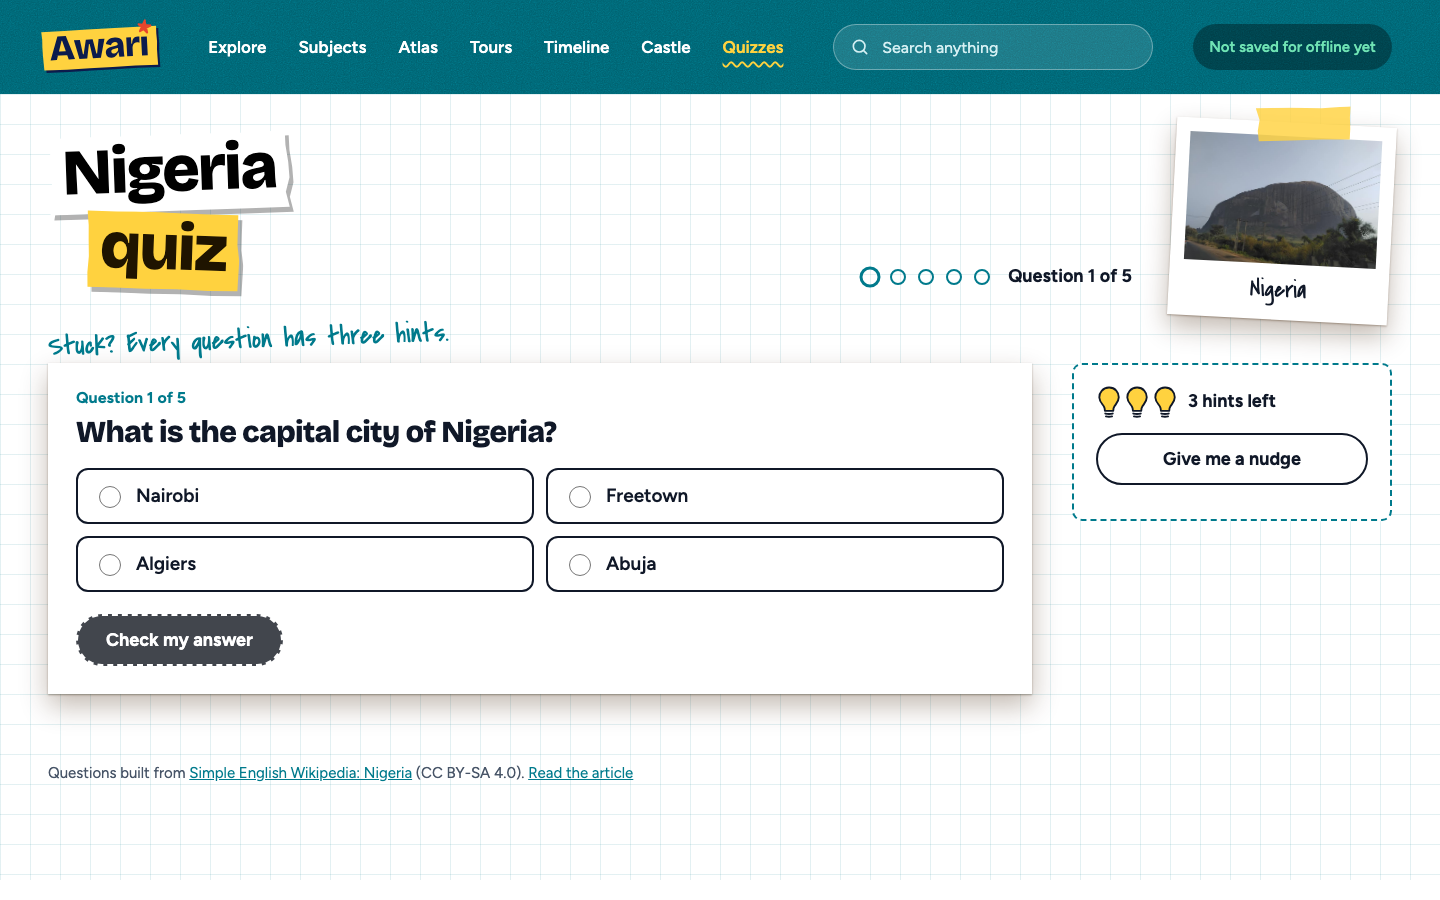 Awari
Explore
Subjects
Atlas
Tours
Timeline
Castle
Quizzes
Search anything
Not saved for offline yet
Nigeria
quiz
Question 1 of 5
Nigeria
Stuck? Every question has three hints.
Question 1 of 5
What is the capital city of Nigeria?
Nairobi
Freetown
Algiers
Abuja
Check my answer
3 hints left
Give me a nudge
Questions built from Simple English Wikipedia: Nigeria (CC BY-SA 4.0). Read the article